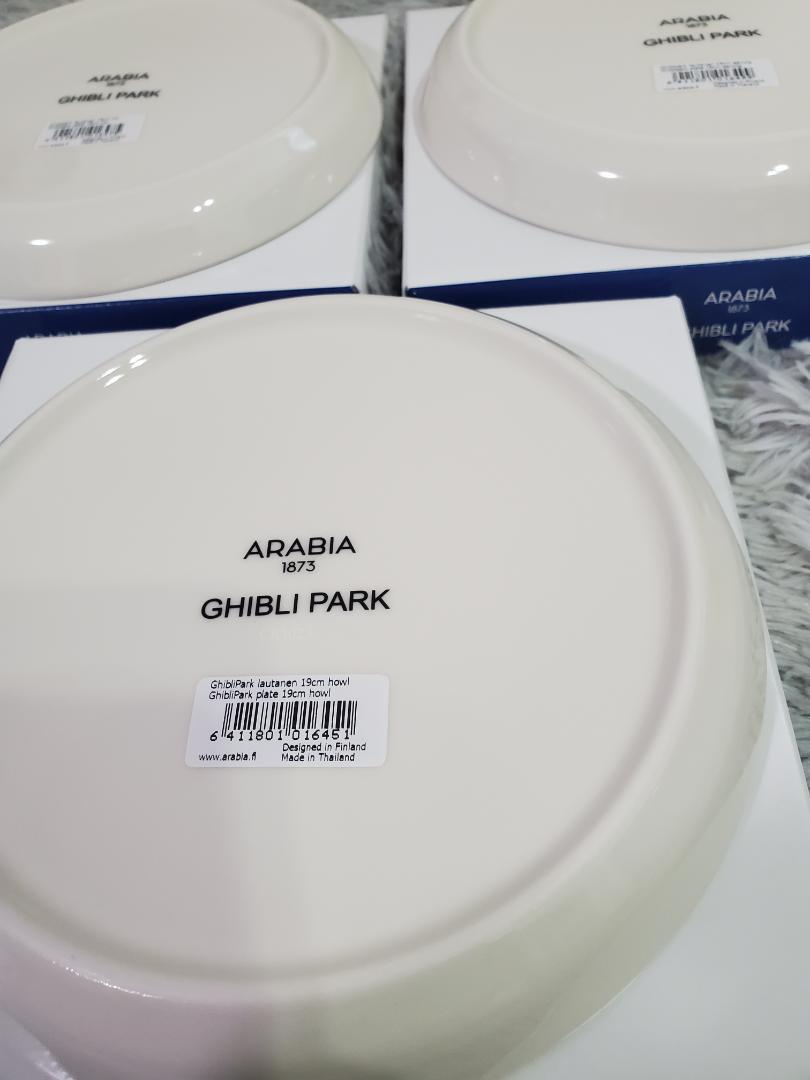 ARABIA
1873
GHIBLI PARK
ARABIA
1873
GHIBLI PARK
ARABIA
1873
GHIBLI PARK
ARABIA
1873
GHIBLI PARK
GhibliPark lautanen 19cm howl
GhibliPark plate 19cm howl
6 411801 016451
www.arabia.fi
Designed in Finland
Made in Thailand